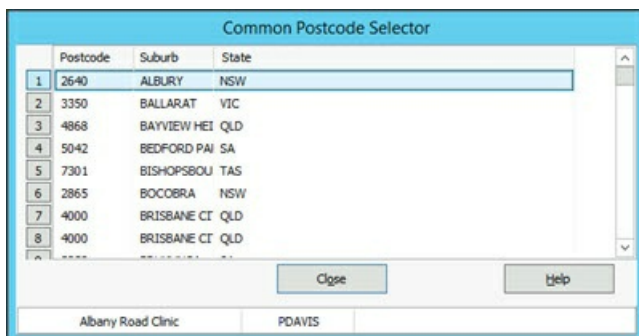 Common Postcode Selector
Postcode Suburb State
1 2640 ALBURY NSW
2 3350 BALLARAT VIC
3 4868 BAYVIEW HEI QLD
4 5042 BEDFORD PAI SA
5 7301 BISHOPSBOU TAS
6 2865 BOCOBRA NSW
7 4000 BRISBANE CIT QLD
8 4000 BRISBANE CIT QLD
Close Help
Albany Road Clinic PDAVIS